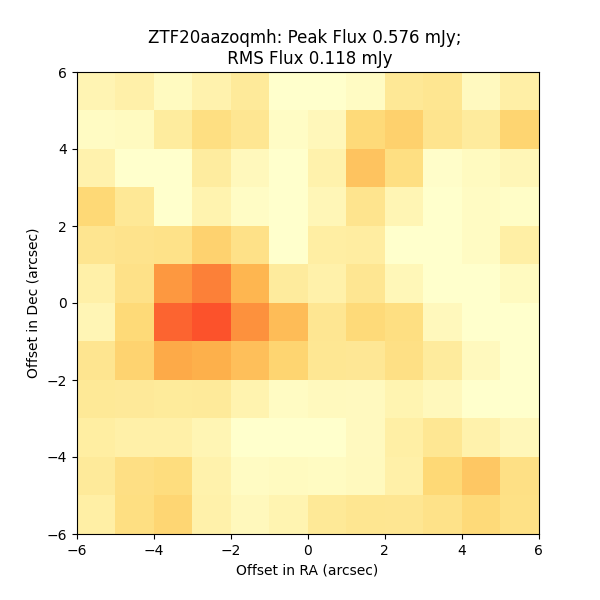 ZTF20aazoqmh: Peak Flux 0.576 mJy;
RMS Flux 0.118 mJy
6
4
2
0
−2
−4
−6
Offset in Dec (arcsec)
−6 −4 −2 0 2 4 6
Offset in RA (arcsec)